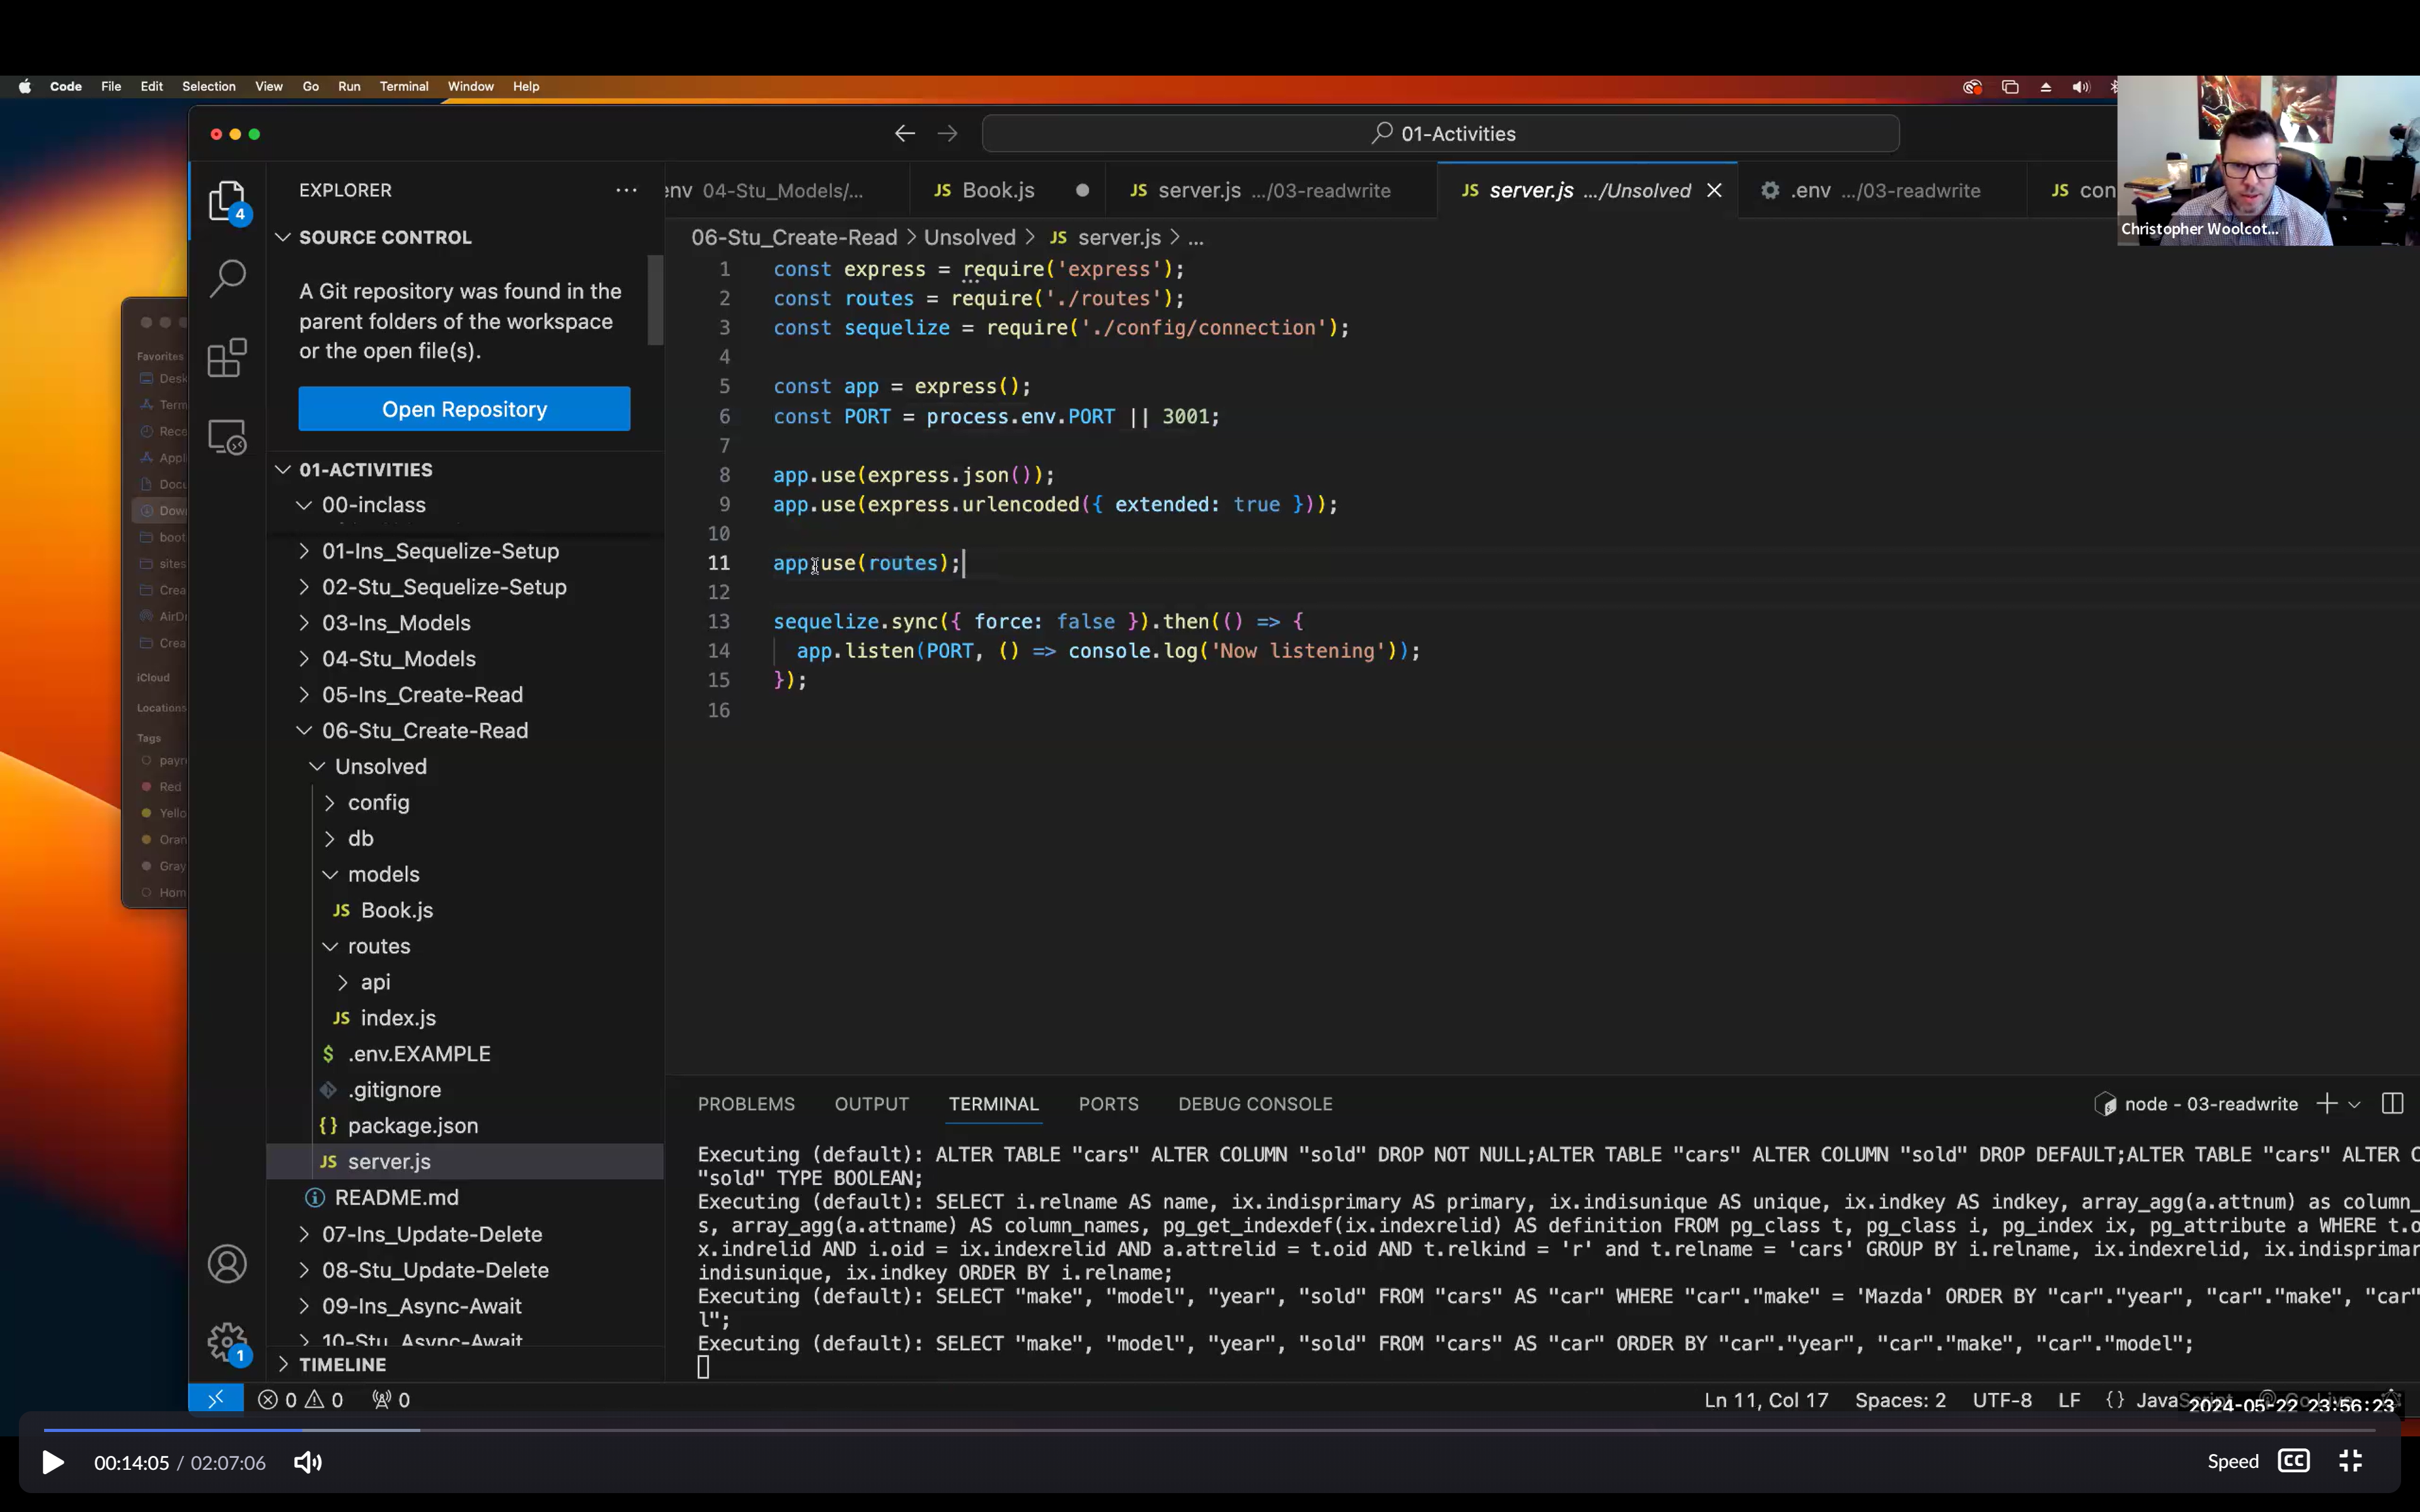 Code File Edit Selection View Go Run Terminal Window Help
01-Activities
EXPLORER
env 04-Stu_Models/...
JS Book.js
JS server.js .../03-readwrite
JS server.js .../Unsolved
.env .../03-readwrite
JS con
Christopher Woolcot...
4
SOURCE CONTROL
A Git repository was found in the
parent folders of the workspace
or the open file(s).
Open Repository
01-ACTIVITIES
00-inclass
01-Ins_Sequelize-Setup
02-Stu_Sequelize-Setup
03-Ins_Models
04-Stu_Models
05-Ins_Create-Read
06-Stu_Create-Read
Unsolved
config
db
models
JS Book.js
routes
api
JS index.js
$ .env.EXAMPLE
.gitignore
{} package.json
JS server.js
README.md
07-Ins_Update-Delete
08-Stu_Update-Delete
09-Ins_Async-Await
10-Stu_Async-Await
TIMELINE
1
Favorites
Desk
Term
Rece
Appl
Docu
Dow
boot
sites
Crea
AirD
Crea
iCloud
Locations
Tags
payr
Red
Yello
Oran
Gray
Hom
06-Stu_Create-Read > Unsolved > JS server.js > ...
1 const express = require('express');
2 const routes = require('./routes');
3 const sequelize = require('./config/connection');
4
5 const app = express();
6 const PORT = process.env.PORT || 3001;
7
8 app.use(express.json());
9 app.use(express.urlencoded({ extended: true }));
10
11 app.use(routes);
12
13 sequelize.sync({ force: false }).then(() => {
14 app.listen(PORT, () => console.log('Now listening'));
15 });
16
PROBLEMS OUTPUT TERMINAL PORTS DEBUG CONSOLE
node - 03-readwrite
Executing (default): ALTER TABLE "cars" ALTER COLUMN "sold" DROP NOT NULL;ALTER TABLE "cars" ALTER COLUMN "sold" DROP DEFAULT;ALTER TABLE "cars" ALTER C
"sold" TYPE BOOLEAN;
Executing (default): SELECT i.relname AS name, ix.indisprimary AS primary, ix.indisunique AS unique, ix.indkey AS indkey, array_agg(a.attnum) as column_
s, array_agg(a.attname) AS column_names, pg_get_indexdef(ix.indexrelid) AS definition FROM pg_class t, pg_class i, pg_index ix, pg_attribute a WHERE t.o
x.indrelid AND i.oid = ix.indexrelid AND a.attrelid = t.oid AND t.relkind = 'r' and t.relname = 'cars' GROUP BY i.relname, ix.indexrelid, ix.indisprimar
indisunique, ix.indkey ORDER BY i.relname;
Executing (default): SELECT "make", "model", "year", "sold" FROM "cars" AS "car" WHERE "car"."make" = 'Mazda' ORDER BY "car"."year", "car"."make", "car"
l";
Executing (default): SELECT "make", "model", "year", "sold" FROM "cars" AS "car" ORDER BY "car"."year", "car"."make", "car"."model";
0 0 0
Ln 11, Col 17 Spaces: 2 UTF-8 LF {} JavaScript Go Live
2024-05-22 23:56:23
00:14:05 / 02:07:06
Speed CC